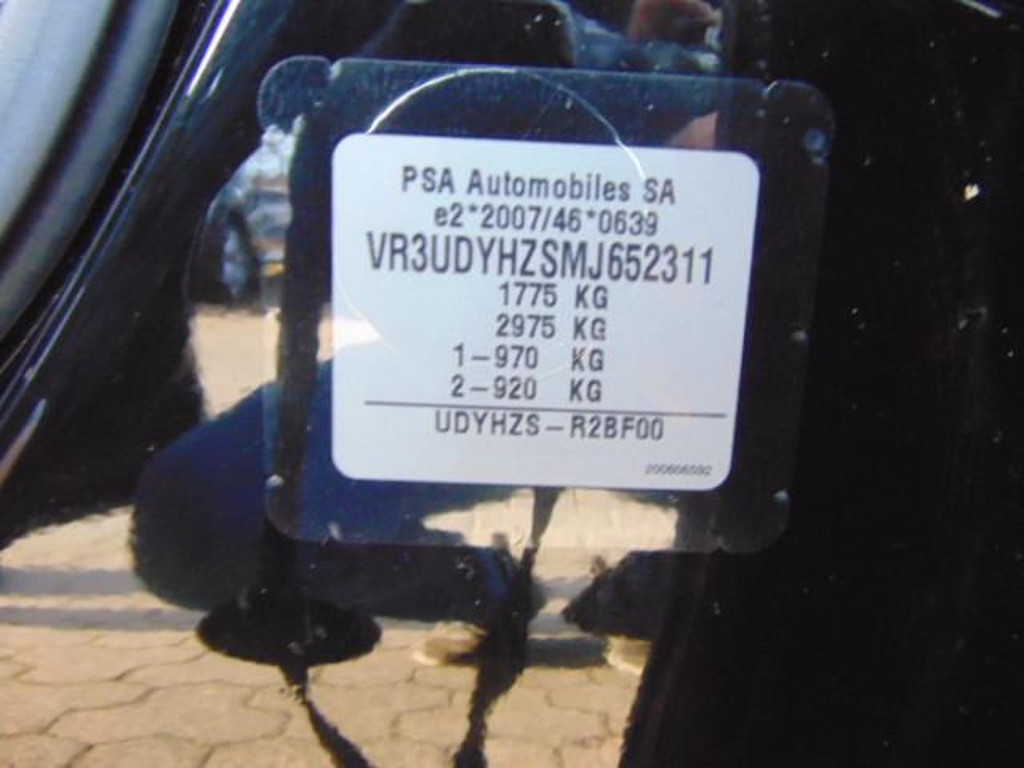 PSA Automobiles SA
e2*2007/46*0639
VR3UDYHZSMJ652311
1775 KG
2975 KG
1-970 KG
2-920 KG
UDYHZS-R2BF00
200606592